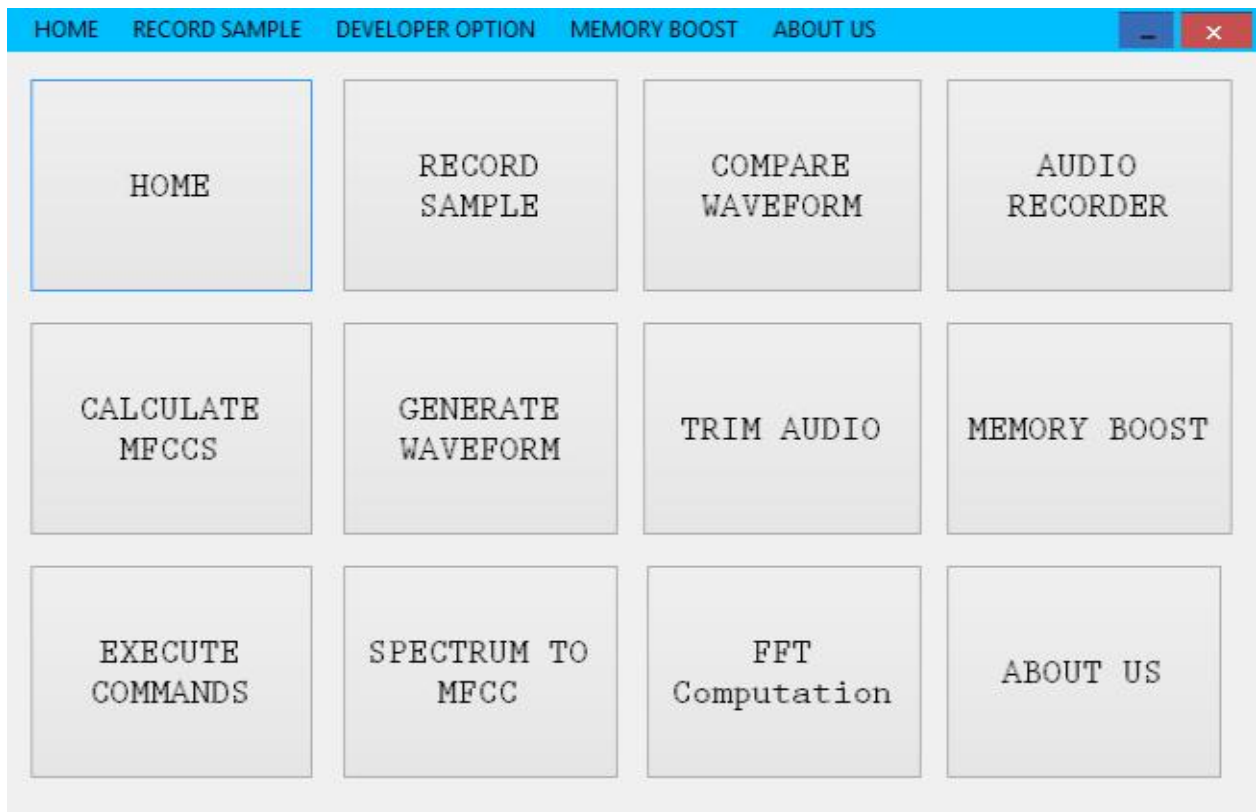 HOME RECORD SAMPLE DEVELOPER OPTION MEMORY BOOST ABOUT US
HOME
RECORD
SAMPLE
COMPARE
WAVEFORM
AUDIO
RECORDER
CALCULATE
MFCCS
GENERATE
WAVEFORM
TRIM AUDIO
MEMORY BOOST
EXECUTE
COMMANDS
SPECTRUM TO
MFCC
FFT
Computation
ABOUT US